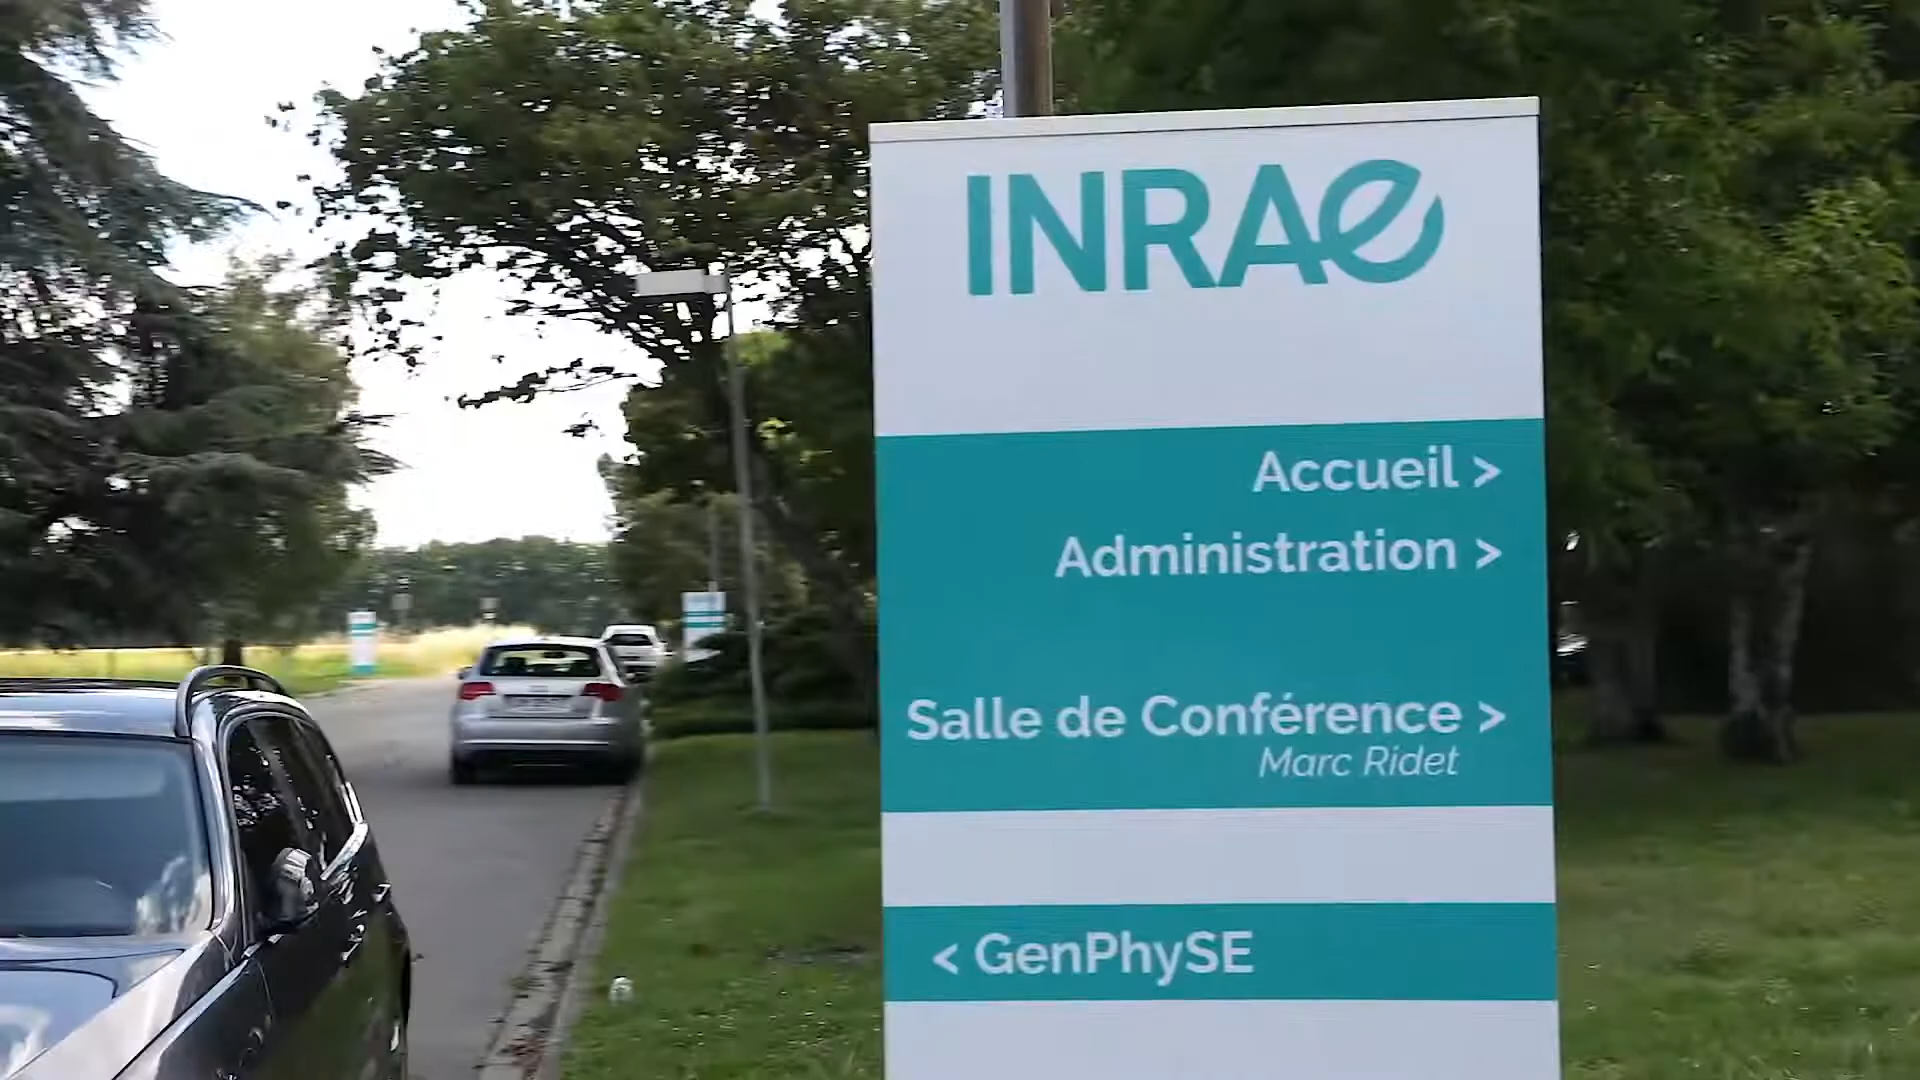 INRAE
Accueil >
Administration >
Salle de Conférence >
Marc Ridet
< GenPhySE